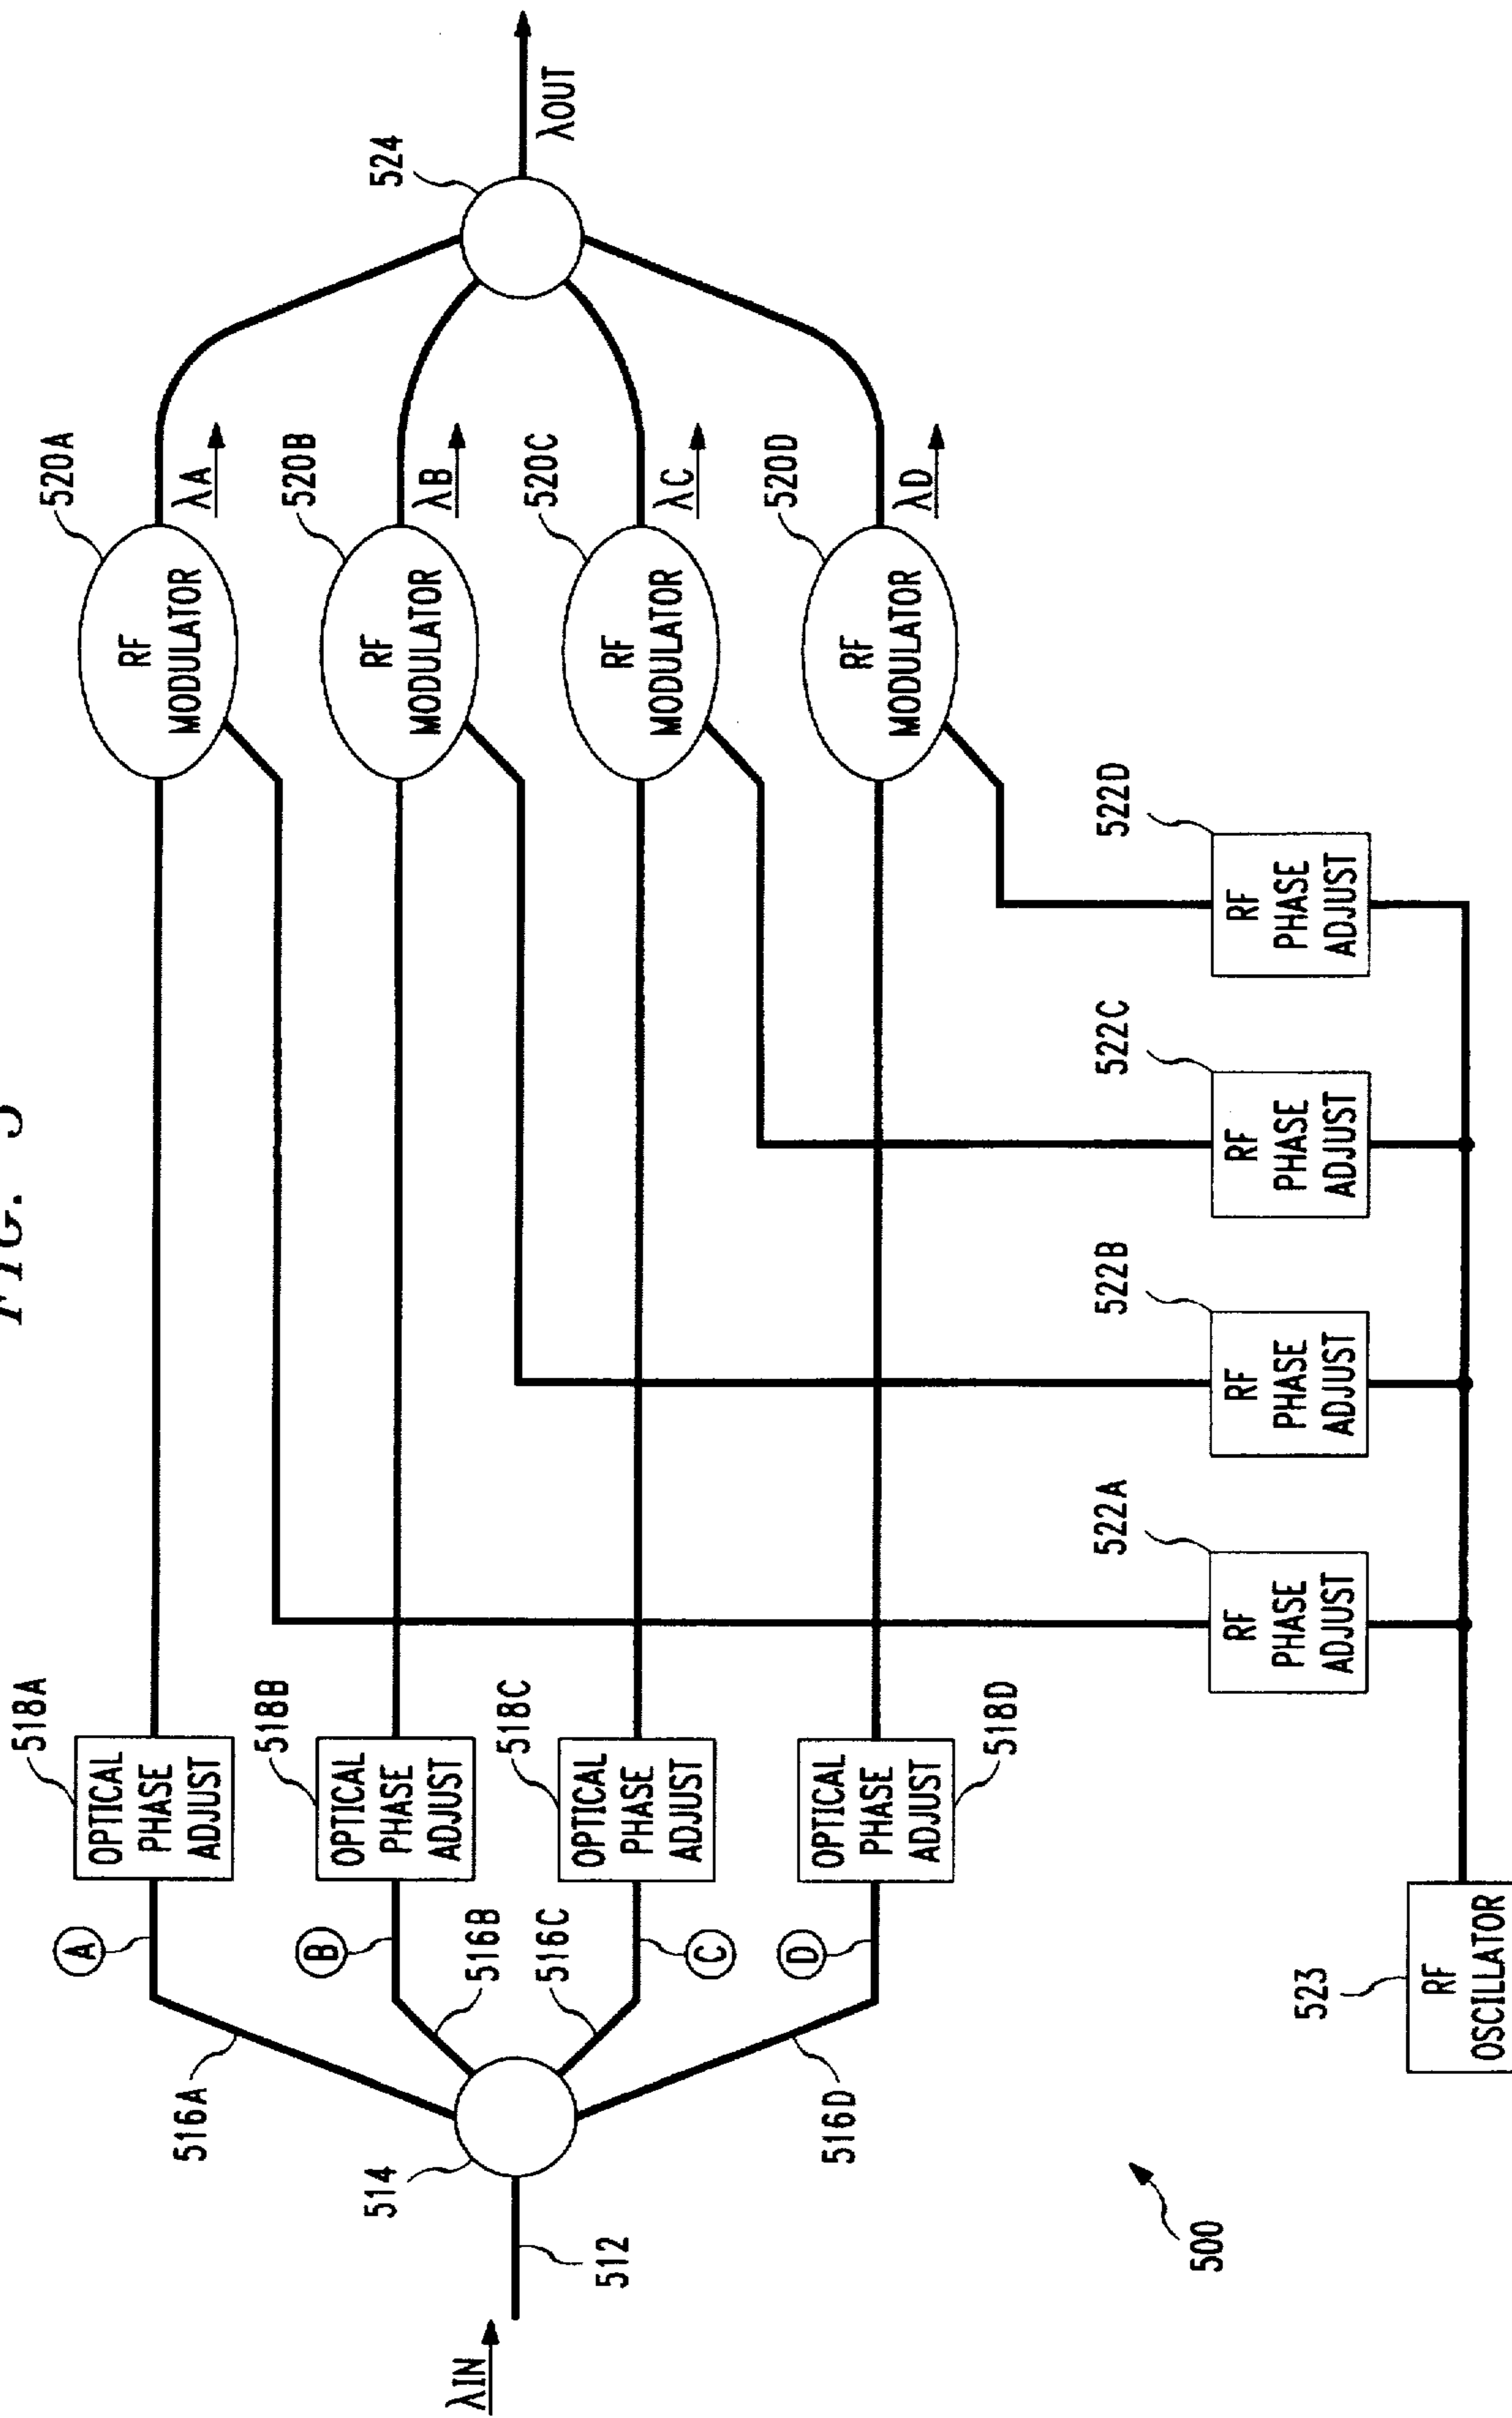 FIG. 5
520A
520B
520C
520D
524
λA
λB
λC
λD
λOUT
RF
MODULATOR
RF
MODULATOR
RF
MODULATOR
RF
MODULATOR
518A
518B
518C
518D
OPTICAL
PHASE
ADJUST
OPTICAL
PHASE
ADJUST
OPTICAL
PHASE
ADJUST
OPTICAL
PHASE
ADJUST
A
B
C
D
516A
516B
516C
516D
514
512
λIN
522A
522B
522C
522D
RF
PHASE
ADJUST
RF
PHASE
ADJUST
RF
PHASE
ADJUST
RF
PHASE
ADJUST
523
RF
OSCILLATOR
500